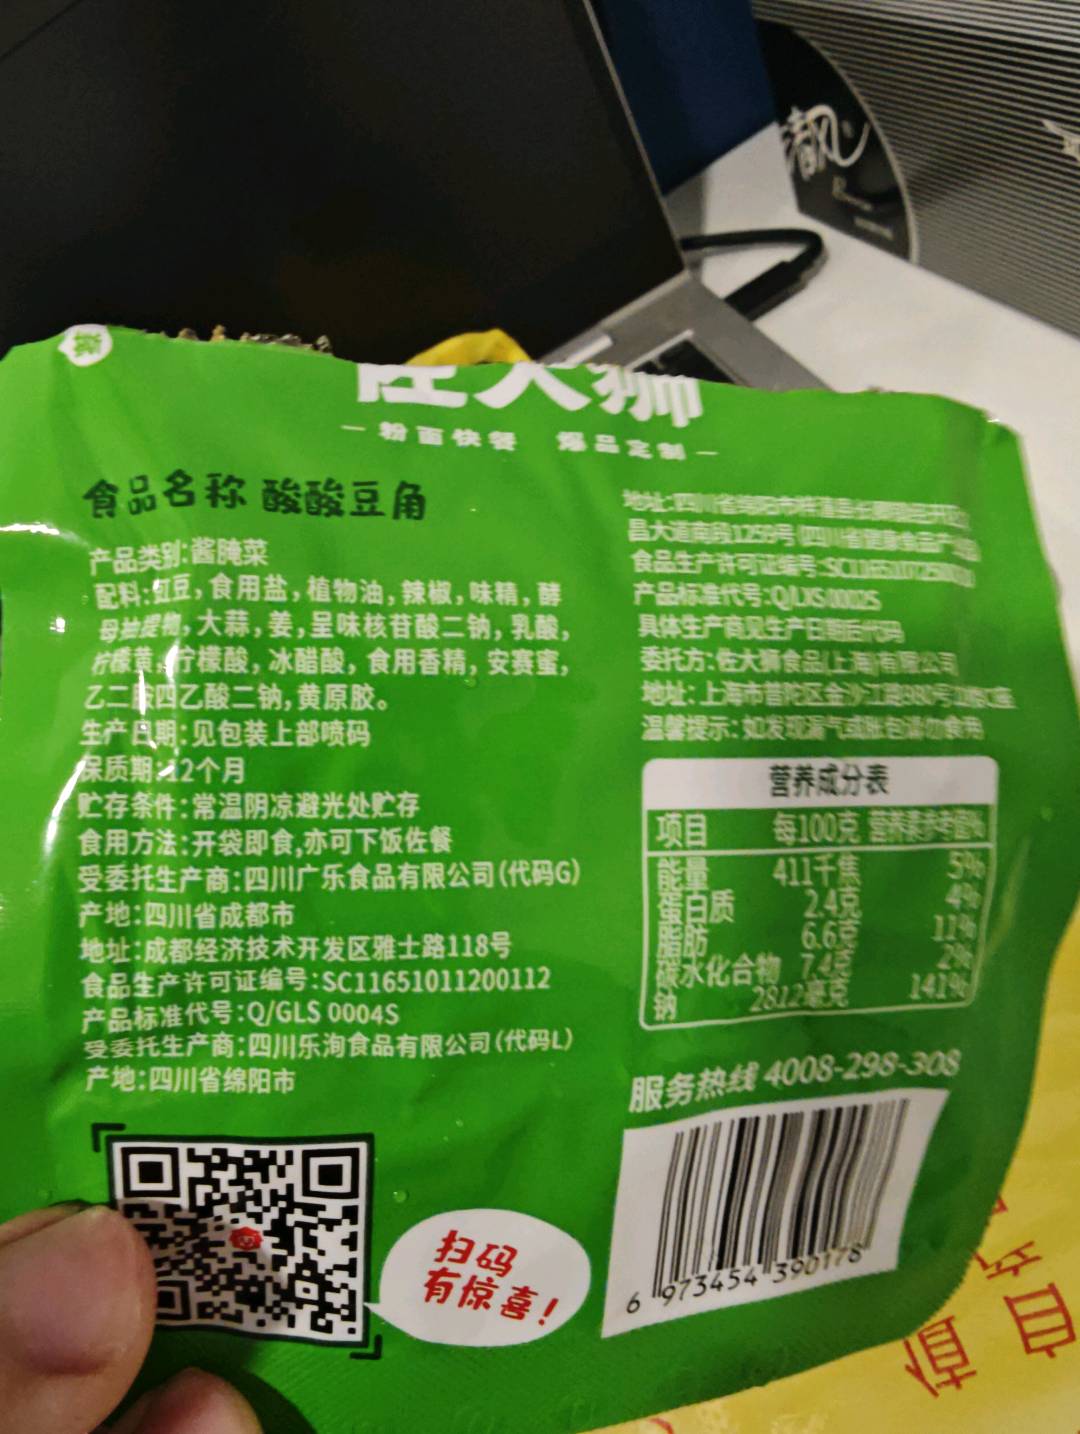 清风
佐大狮
粉面快餐 爆品定制
食品名称 酸酸豆角
产品类别:酱腌菜
配料:豇豆,食用盐,植物油,辣椒,味精,酵
母抽提物,大蒜,姜,呈味核苷酸二钠,乳酸,
柠檬黄,柠檬酸,冰醋酸,食用香精,安赛蜜,
乙二胺四乙酸二钠,黄原胶。
生产日期:见包装上部喷码
保质期:12个月
贮存条件:常温阴凉避光处贮存
食用方法:开袋即食,亦可下饭佐餐
受委托生产商:四川广乐食品有限公司(代码G)
产地:四川省成都市
地址:成都经济技术开发区雅士路118号
食品生产许可证编号:SC11651011200112
产品标准代号:Q/GLS 0004S
受委托生产商:四川乐洵食品有限公司(代码L)
产地:四川省绵阳市
地址:四川省绵阳市
昌大道南段1259号(四川省
食品生产许可证编号:
产品标准代号:Q/LXS0002S
具体生产商见生产日期后代码
委托方:佐大狮食品(上海)有限公司
地址:上海市普陀区金沙江路980号
温馨提示:如发现漏气或胀包请勿食用
营养成分表
项目 每100克 营养素参考值%
能量 411千焦 5%
蛋白质 2.4克 4%
脂肪 6.6克 11%
碳水化合物 7.4克 2%
钠 2812毫克 141%
服务热线 4008-298-308
6 973454 390178
扫码
有惊喜!